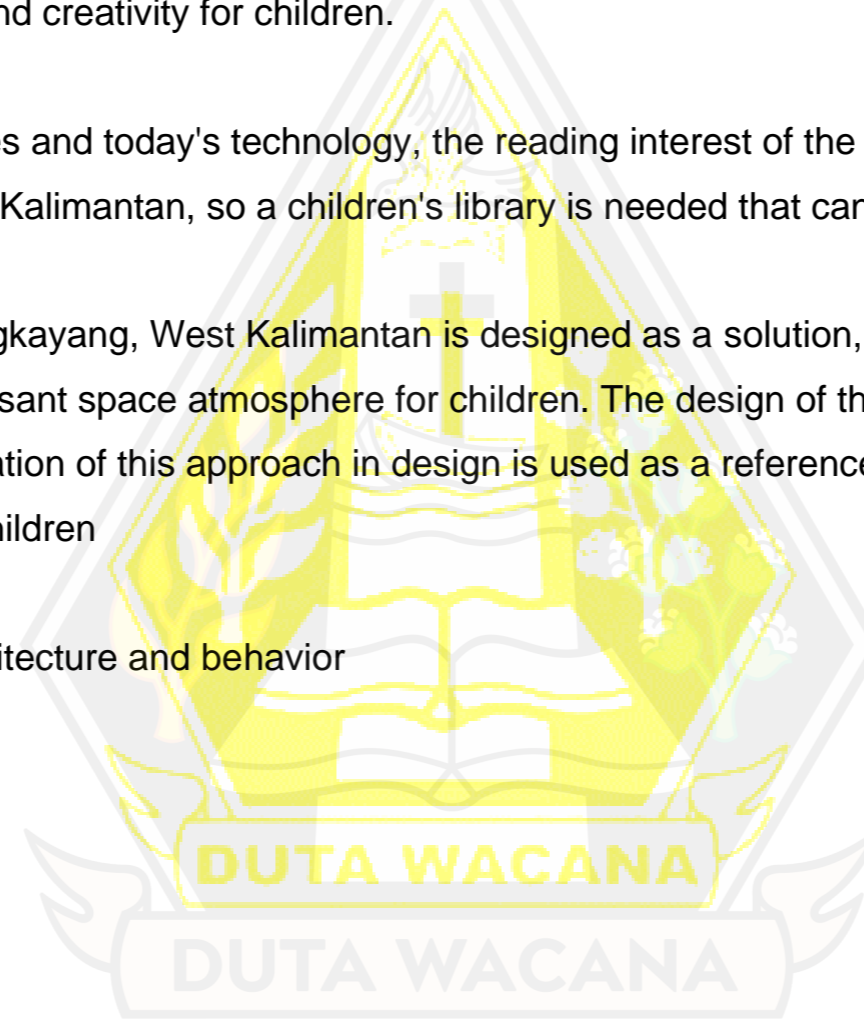 nd creativity for children.
es and today's technology, the reading interest of the
Kalimantan, so a children's library is needed that can
gkayang, West Kalimantan is designed as a solution,
sant space atmosphere for children. The design of th
ation of this approach in design is used as a reference
hildren
itecture and behavior
DUTA WACANA
DUTA WACANA